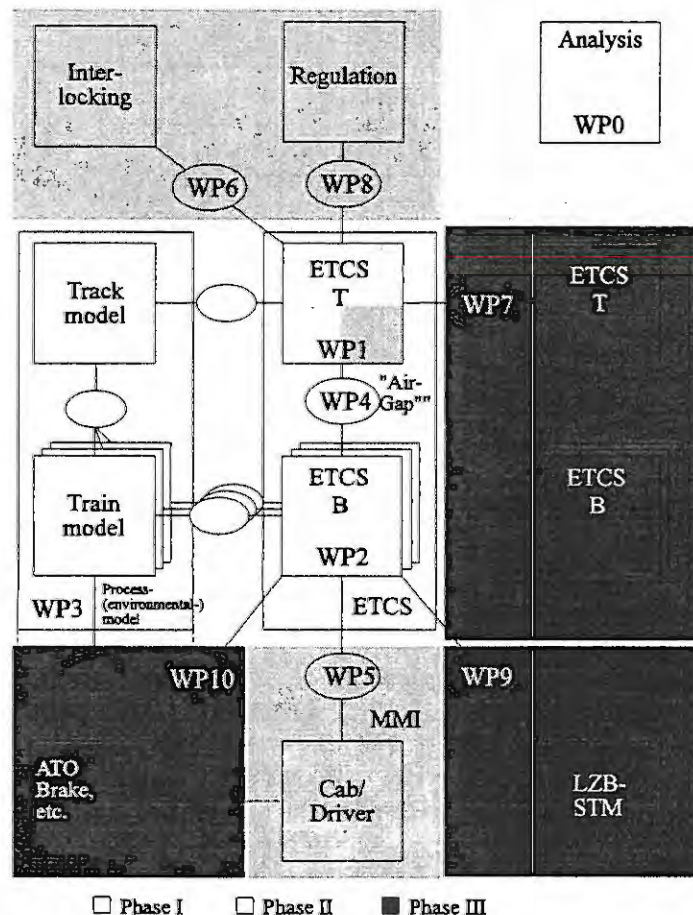 Inter-
locking
Regulation
Analysis
WP0
WP6
WP8
Track
model
ETCS
T
WP1
WP7
ETCS
T
WP4
"Air-
Gap""
Train
model
ETCS
B
WP2
ETCS
B
WP3
Process-
(environmental-)
model
ETCS
WP10
WP5
WP9
MMI
ATO
Brake,
etc.
Cab/
Driver
LZB-
STM
Phase I
Phase II
Phase III